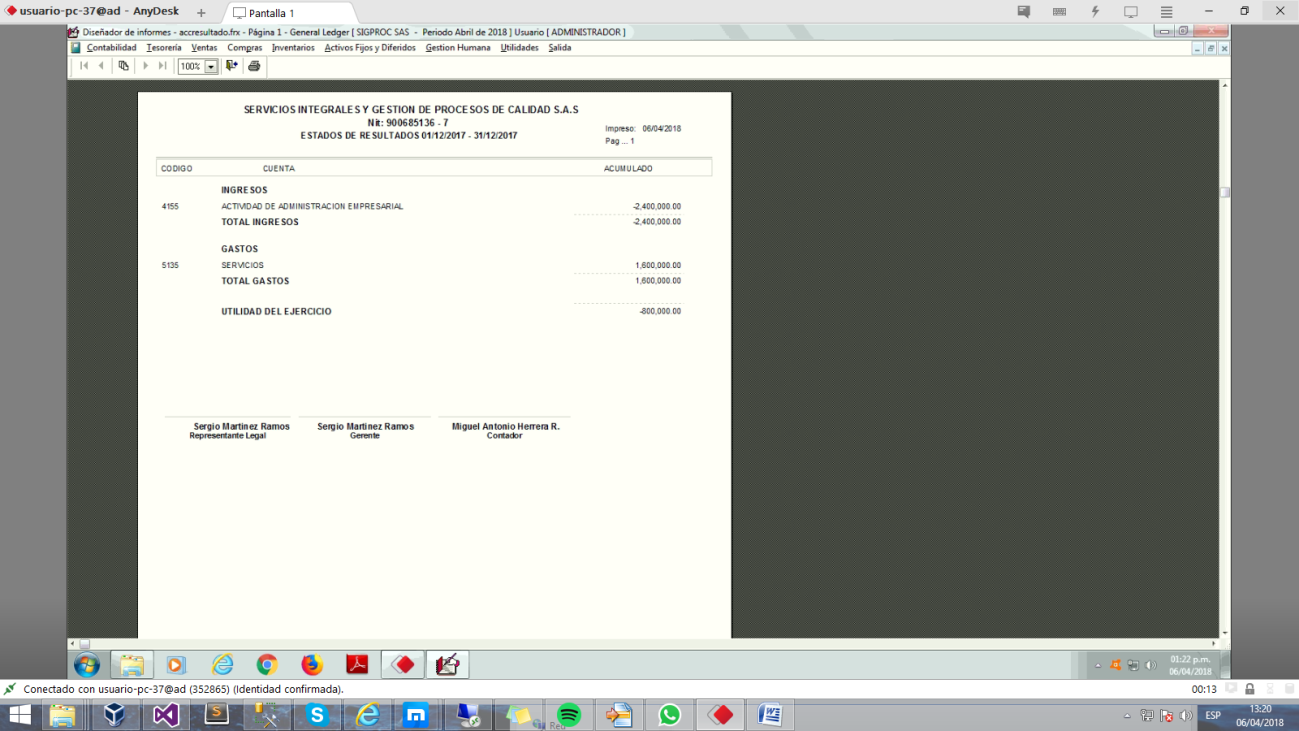 usuario-pc-37@ad - AnyDesk
Pantalla 1
Diseñador de informes - accresultado.frx - Página 1 - General Ledger [ SIGPROC SAS - Periodo Abril de 2018 ] Usuario [ ADMINISTRADOR ]
Contabilidad Tesorería Ventas Compras Inventarios Activos Fijos y Diferidos Gestion Humana Utilidades Salida
100%
SERVICIOS INTEGRALES Y GESTION DE PROCESOS DE CALIDAD S.A.S
Nit: 900685136 - 7
ESTADOS DE RESULTADOS 01/12/2017 - 31/12/2017
Impreso: 06/04/2018
Pag ... 1
CODIGO CUENTA ACUMULADO
INGRESOS
4155 ACTIVIDAD DE ADMINISTRACION EMPRESARIAL -2,400,000.00
TOTAL INGRESOS -2,400,000.00
GASTOS
5135 SERVICIOS 1,600,000.00
TOTAL GASTOS 1,600,000.00
UTILIDAD DEL EJERCICIO -800,000.00
Sergio Martinez Ramos Sergio Martinez Ramos Miguel Antonio Herrera R.
Representante Legal Gerente Contador
01:22 p.m.
06/04/2018
Conectado con usuario-pc-37@ad (352865) (Identidad confirmada).
00:13
Red
ESP
13:20
06/04/2018